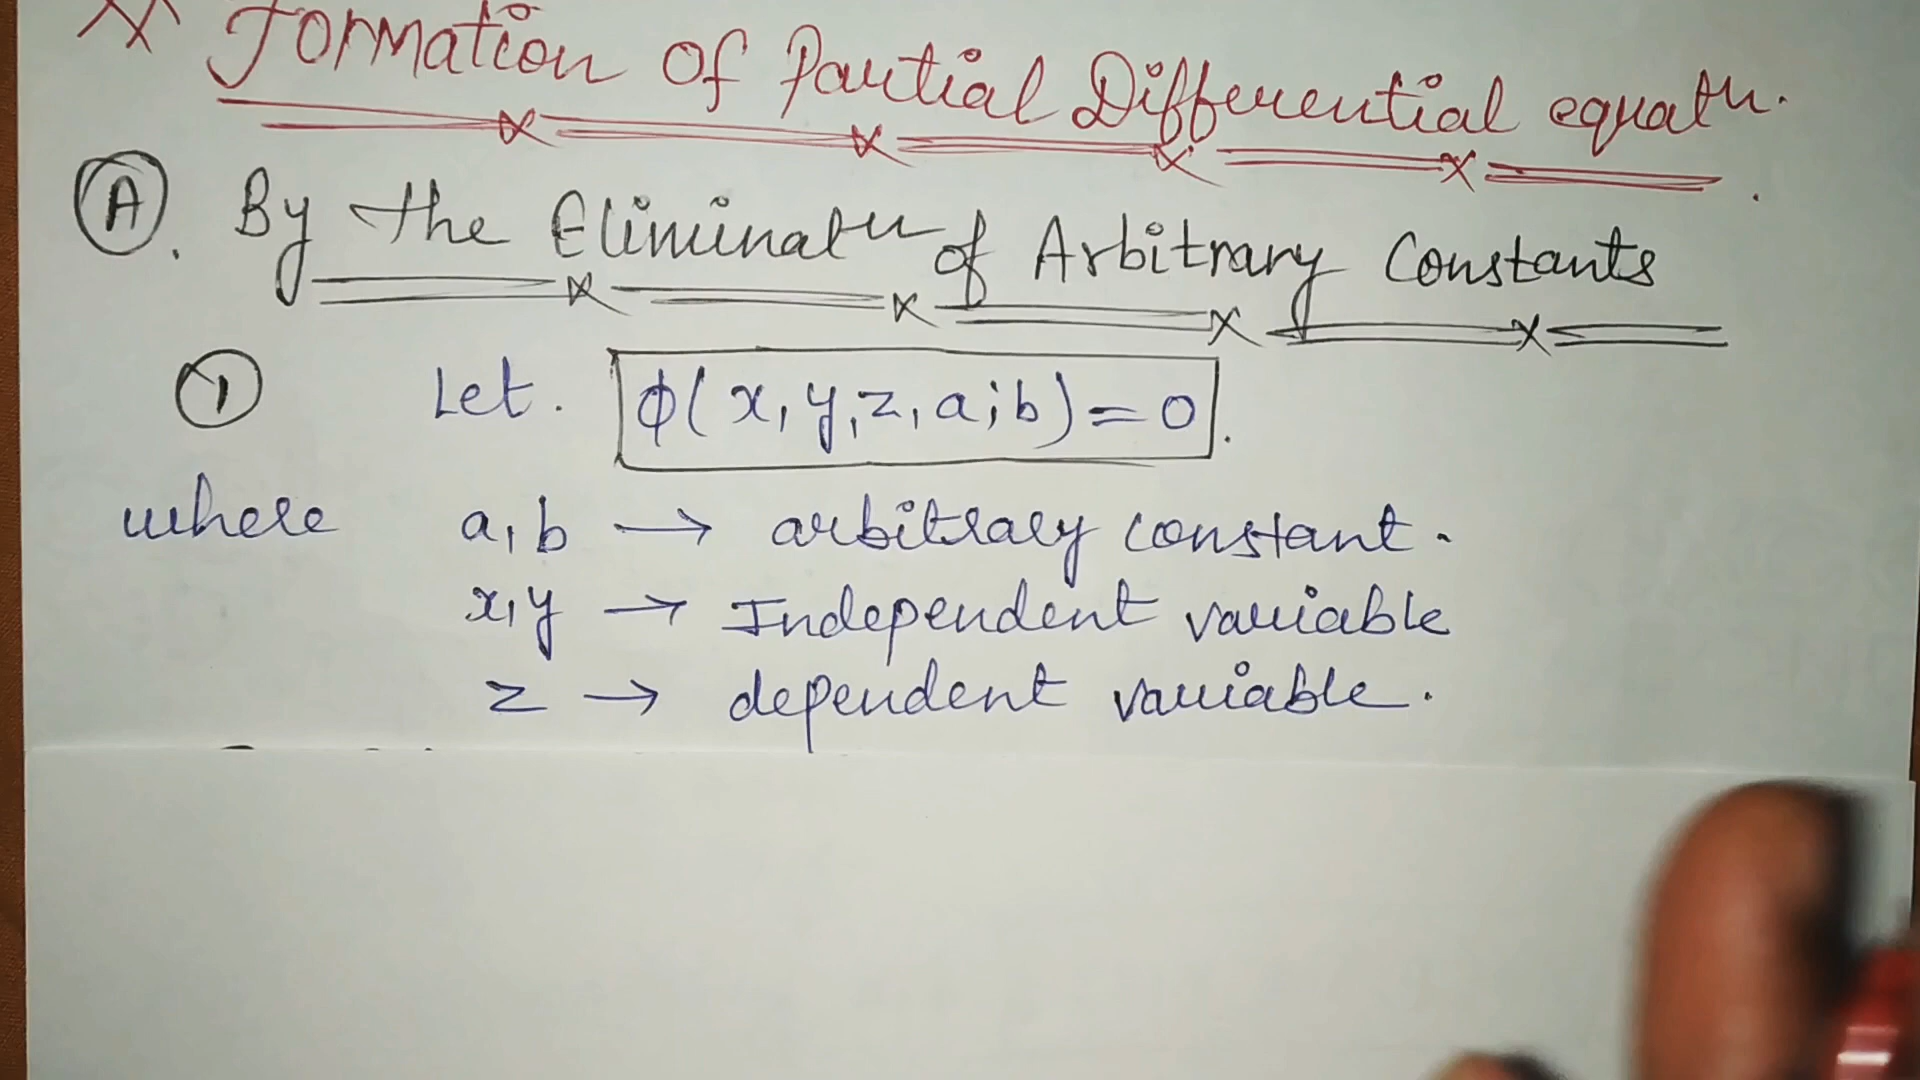 Formation Of Partial Differential equatn.
(A). By the Eliminatn of Arbitrary Constants
(1) Let. ϕ(x,y,z,a;b)=0.
where a,b → arbitrary constant.
x,y → Independent variable
z → dependent variable.